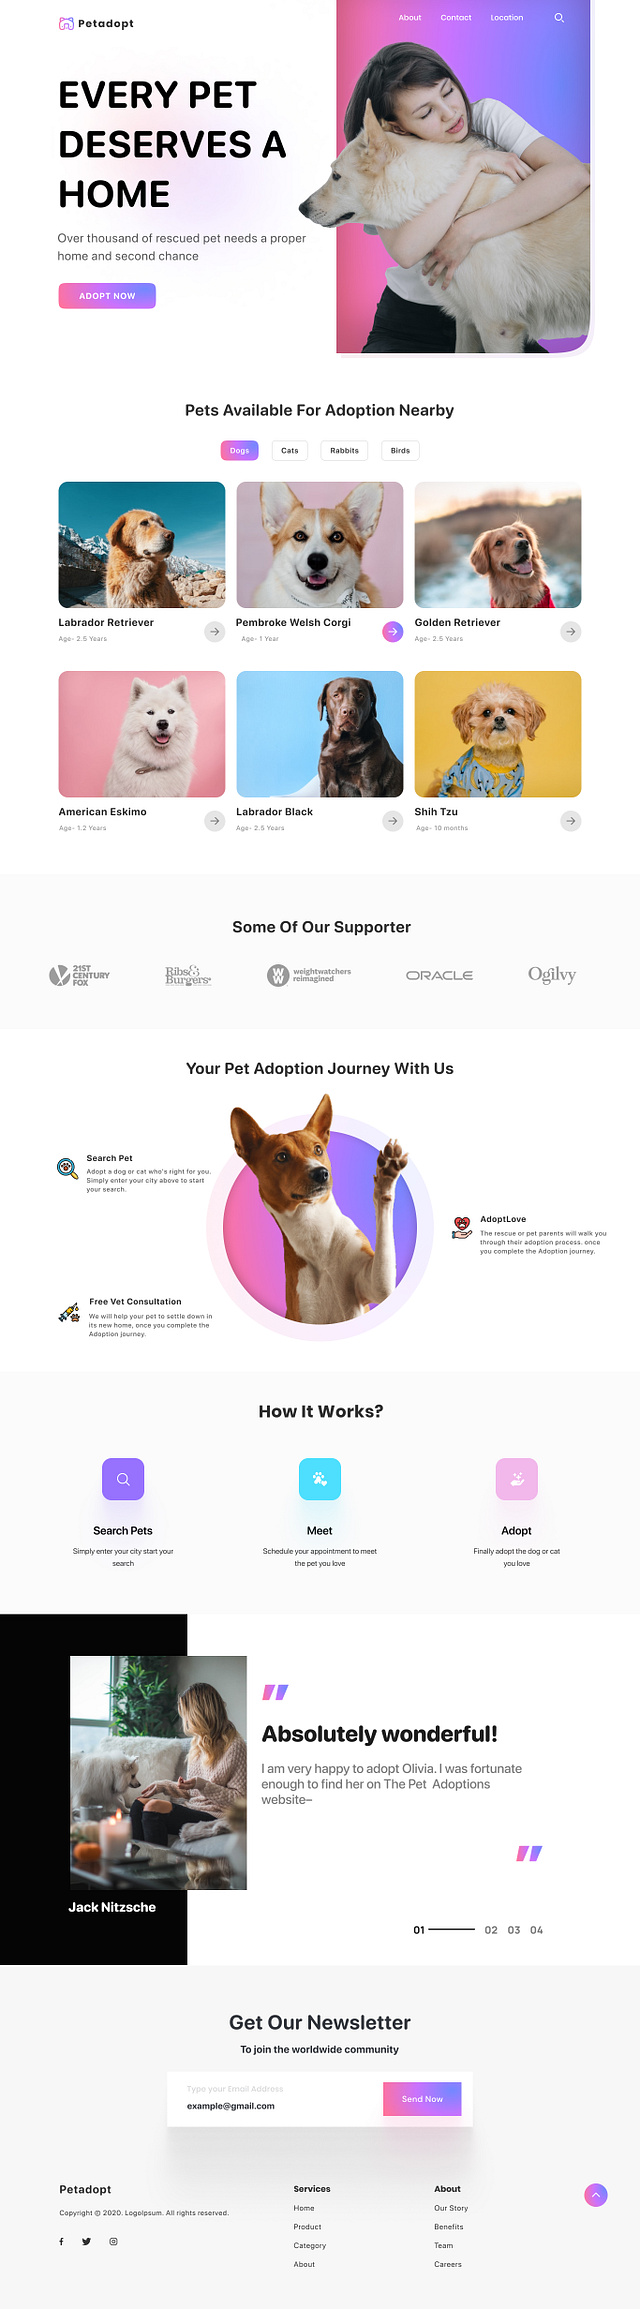 Petadopt
About Contact Location
EVERY PET
DESERVES A
HOME
Over thousand of rescued pet needs a proper
home and second chance
ADOPT NOW
Pets Available For Adoption Nearby
Dogs Cats Rabbits Birds
Labrador Retriever
Age- 2.5 Years
Pembroke Welsh Corgi
Age- 1 Year
Golden Retriever
Age- 2.5 Years
American Eskimo
Age- 1.2 Years
Labrador Black
Age- 2.5 Years
Shih Tzu
Age- 10 months
Some Of Our Supporter
21ST
CENTURY
FOX
Ribs &
Burgers
WW
weightwatchers
reimagined
ORACLE
Ogilvy
Your Pet Adoption Journey With Us
Search Pet
Adopt a dog or cat who's right for you.
Simply enter your city above to start
your search.
AdoptLove
The rescue or pet parents will walk you
through their adoption process. once
you complete the Adoption journey.
Free Vet Consultation
We will help your pet to settle down in
its new home, once you complete the
Adoption journey.
How It Works?
Search Pets
Simply enter your city start your
search
Meet
Schedule your appointment to meet
the pet you love
Adopt
Finally adopt the dog or cat
you love
Absolutely wonderful!
I am very happy to adopt Olivia. I was fortunate
enough to find her on The Pet Adoptions
website–
Jack Nitzsche
01 02 03 04
Get Our Newsletter
To join the worldwide community
Type your Email Address
example@gmail.com
Send Now
Petadopt
Copyright © 2020. LogoIpsum. All rights reserved.
Services
Home
Product
Category
About
About
Our Story
Benefits
Team
Careers